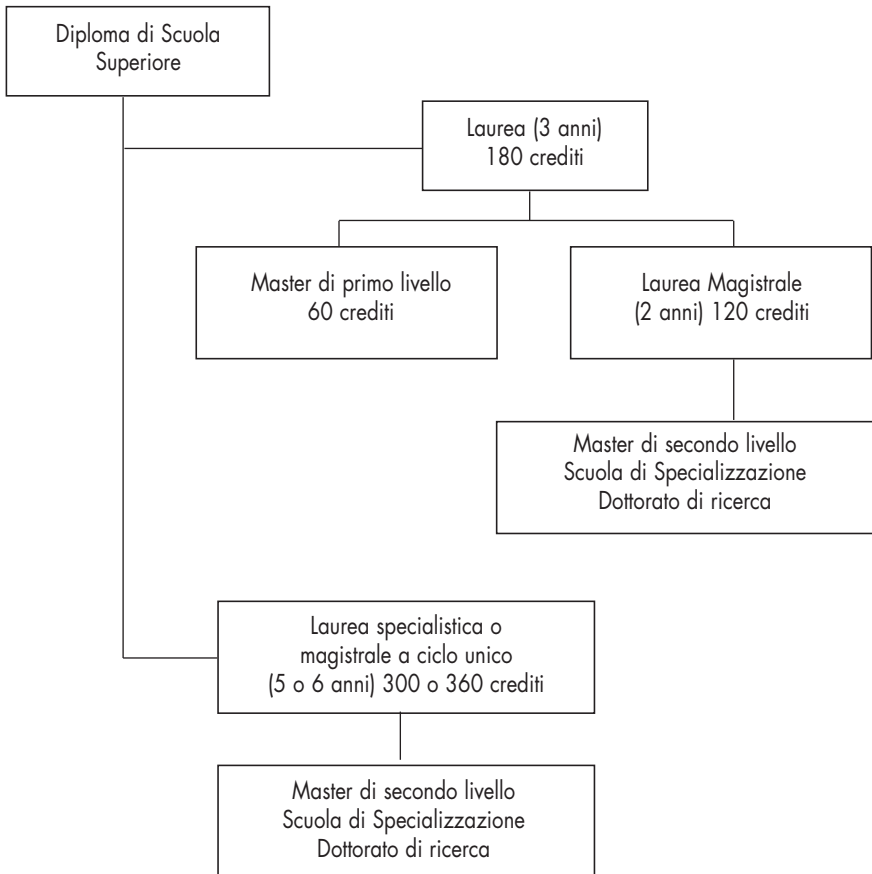 Diploma di Scuola
Superiore
Laurea (3 anni)
180 crediti
Master di primo livello
60 crediti
Laurea Magistrale
(2 anni) 120 crediti
Master di secondo livello
Scuola di Specializzazione
Dottorato di ricerca
Laurea specialistica o
magistrale a ciclo unico
(5 o 6 anni) 300 o 360 crediti
Master di secondo livello
Scuola di Specializzazione
Dottorato di ricerca